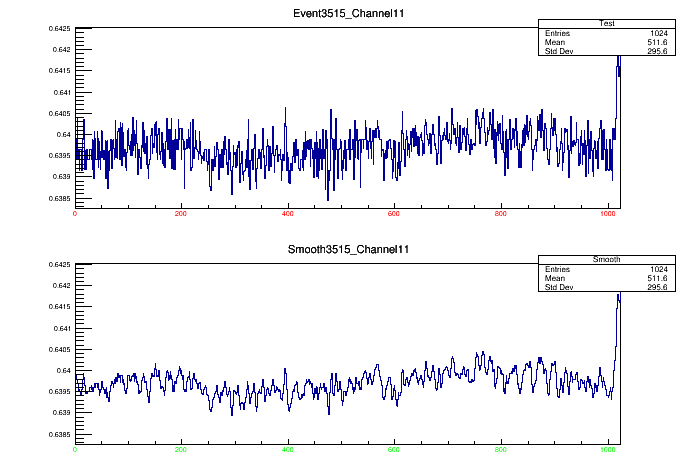 Event3515_Channel11
Test
Entries 1024
Mean 511.6
Std Dev 295.6
0.6425
0.642
0.6415
0.641
0.6405
0.64
0.6395
0.639
0.6385
0 200 400 600 800 1000
Smooth3515_Channel11
Smooth
Entries 1024
Mean 511.6
Std Dev 295.6
0.6425
0.642
0.6415
0.641
0.6405
0.64
0.6395
0.639
0.6385
0 200 400 600 800 1000